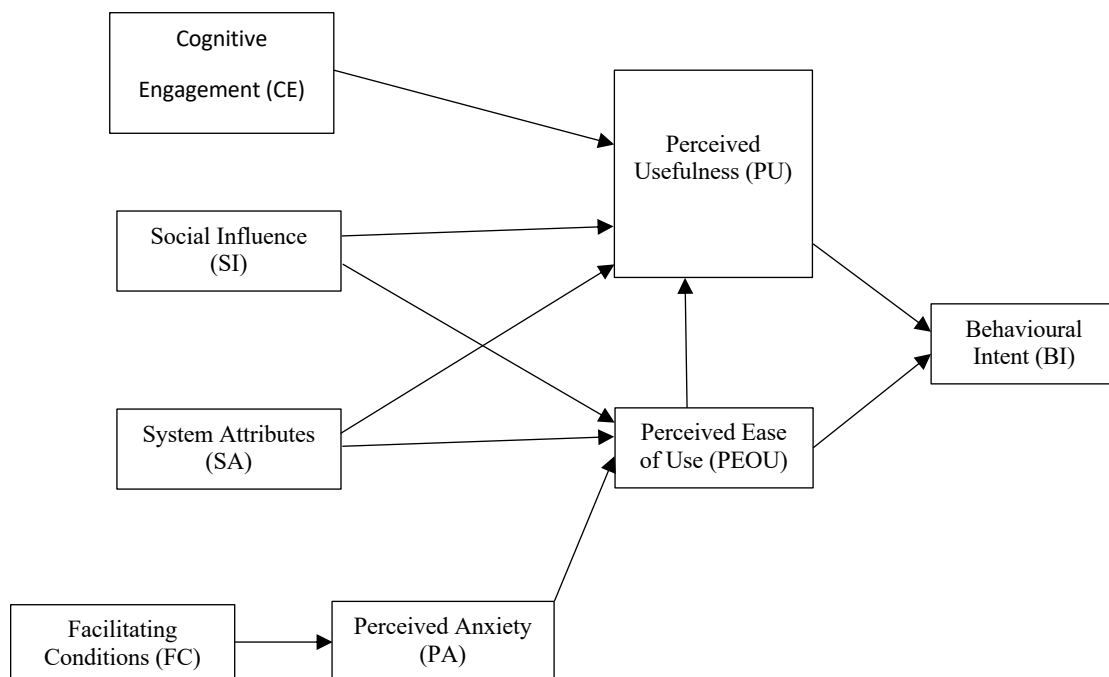 Cognitive
Engagement (CE)
Perceived
Usefulness (PU)
Social Influence
(SI)
Behavioural
Intent (BI)
System Attributes
(SA)
Perceived Ease
of Use (PEOU)
Facilitating
Conditions (FC)
Perceived Anxiety
(PA)